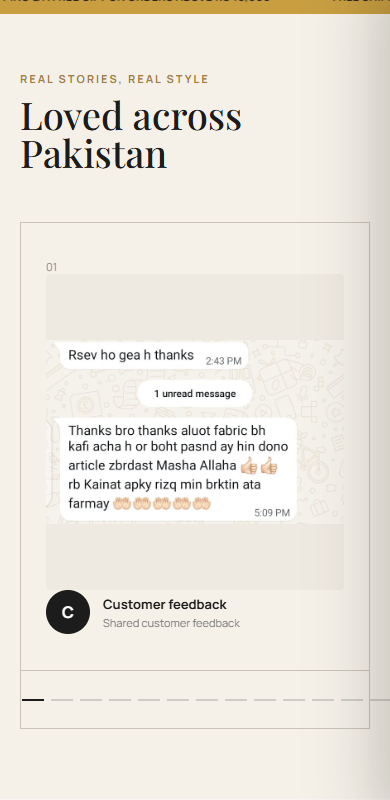 REAL STORIES, REAL STYLE
Loved across
Pakistan
01
Rsev ho gea h thanks 2:43 PM
1 unread message
Thanks bro thanks aluot fabric bh
kafi acha h or boht pasnd ay hin dono
article zbrdast Masha Allaha 👍🏻👍🏻
rb Kainat apky rizq min brktin ata
farmay 🤲🏻🤲🏻🤲🏻🤲🏻🤲🏻
5:09 PM
C
Customer feedback
Shared customer feedback